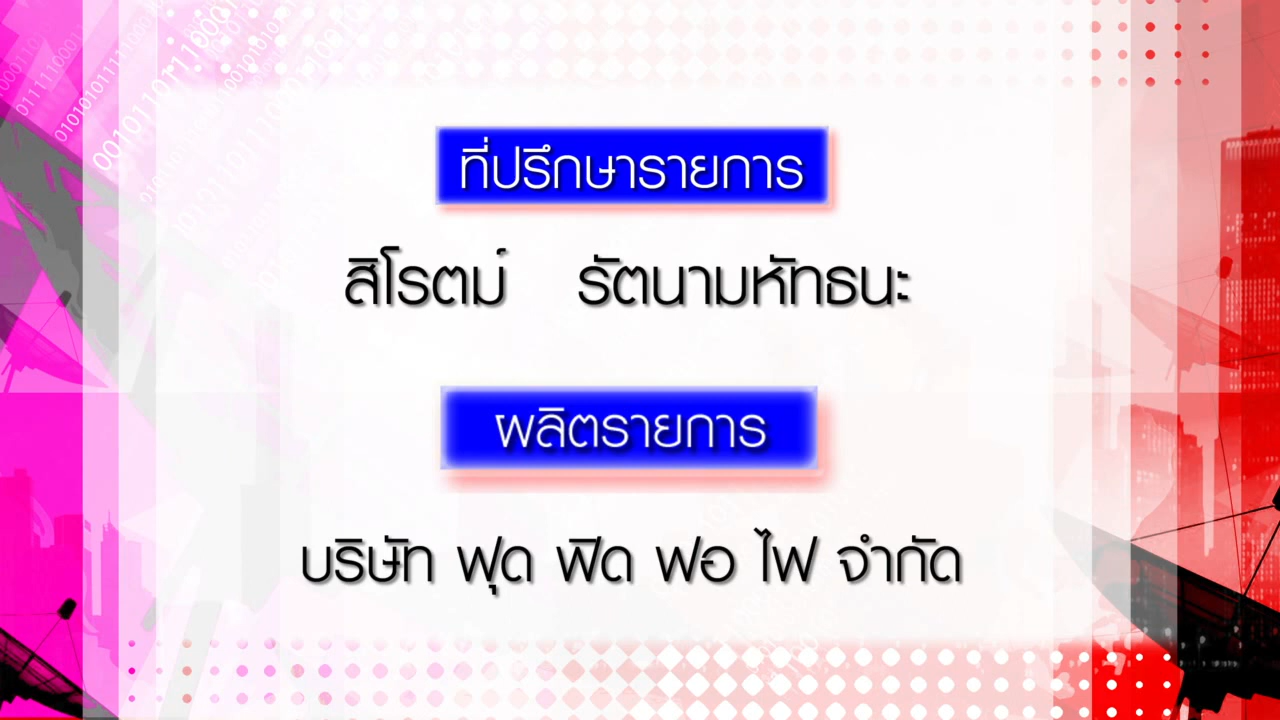 ที่ปรึกษารายการ
สิโรตม์ รัตนามหัทธนะ
ผลิตรายการ
บริษัท ฟุด ฟิด ฟอ ไฟ จำกัด